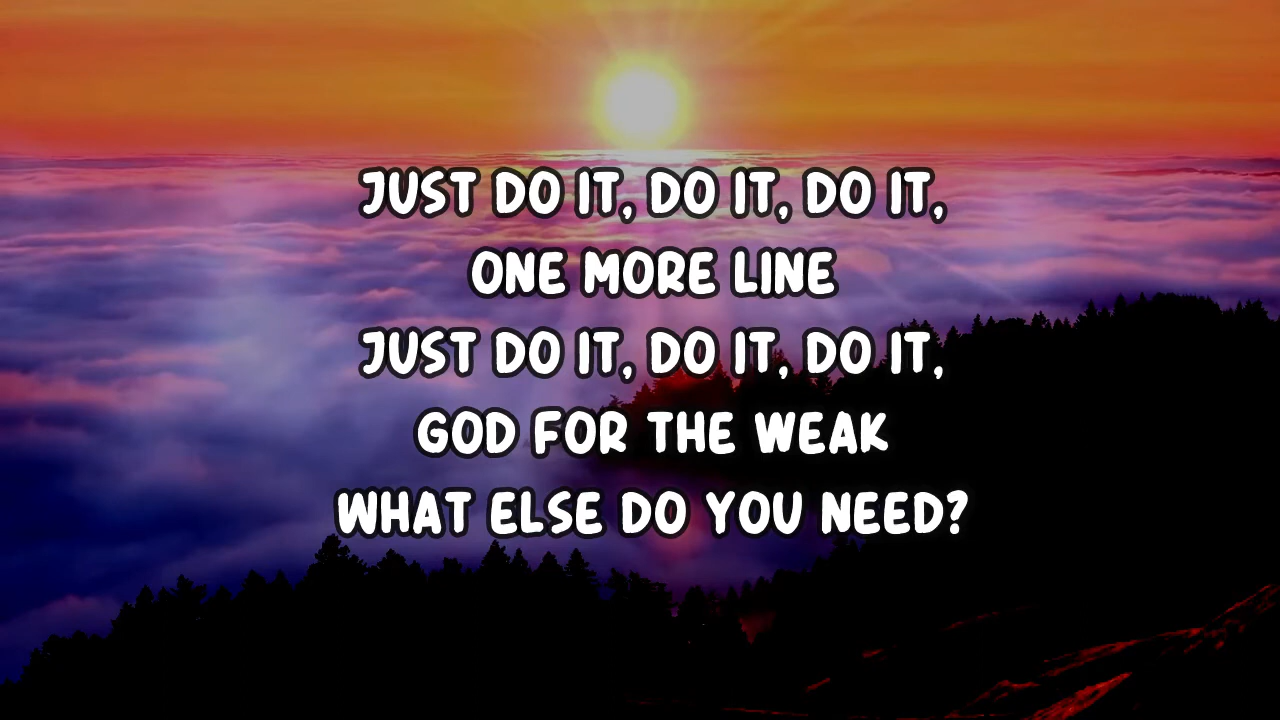 JUST DO IT, DO IT, DO IT,
ONE MORE LINE
JUST DO IT, DO IT, DO IT,
GOD FOR THE WEAK
WHAT ELSE DO YOU NEED?